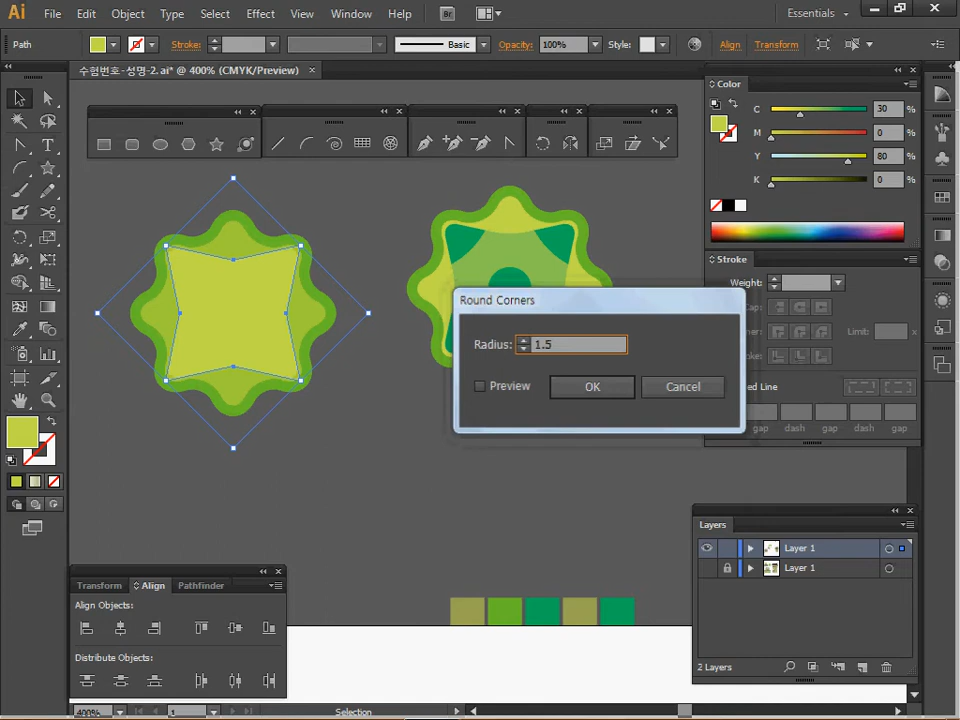 Ai File Edit Object Type Select Effect View Window Help Br Essentials
Path Stroke: Basic Opacity: 100% Style: Align Transform
수험번호-성명-2.ai* @ 400% (CMYK/Preview)
Color
C 30 %
M 0 %
Y 80 %
K 0 %
Stroke
Weight:
Cap:
Limit: x
Round Corners
Radius: 1.5
Preview OK Cancel
ed Line
gap dash gap dash gap
Layers
Layer 1
Layer 1
2 Layers
Transform Align Pathfinder
Align Objects:
Distribute Objects:
400% 1 Selection